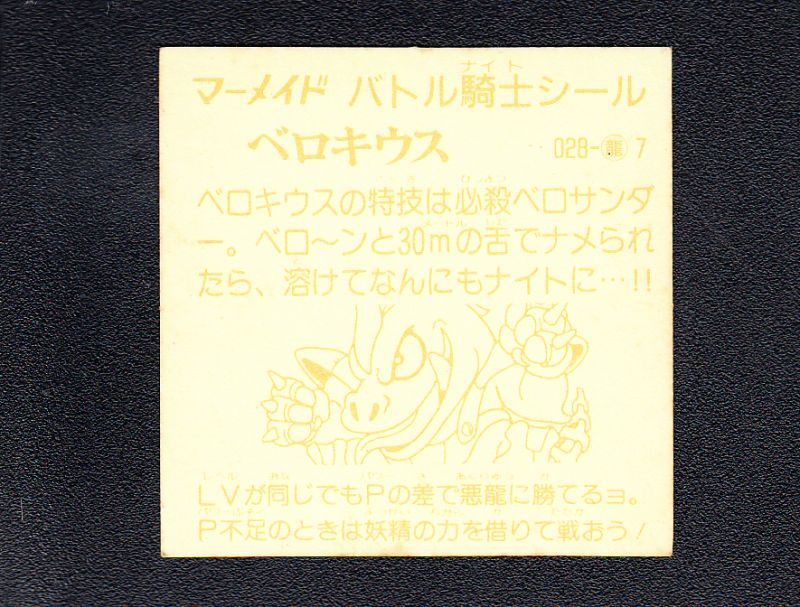 マーメイド バトル騎士シール
ナイト
ベロキウス 028-龍7
ベロキウスの特技は必殺ベロサンダ
ー。ベロ〜ンと30mの舌でナメられ
たら、溶けてなんにもナイトに…!!
LVが同じでもPの差で悪龍に勝てるヨ。
P不足のときは妖精の力を借りて戦おう!